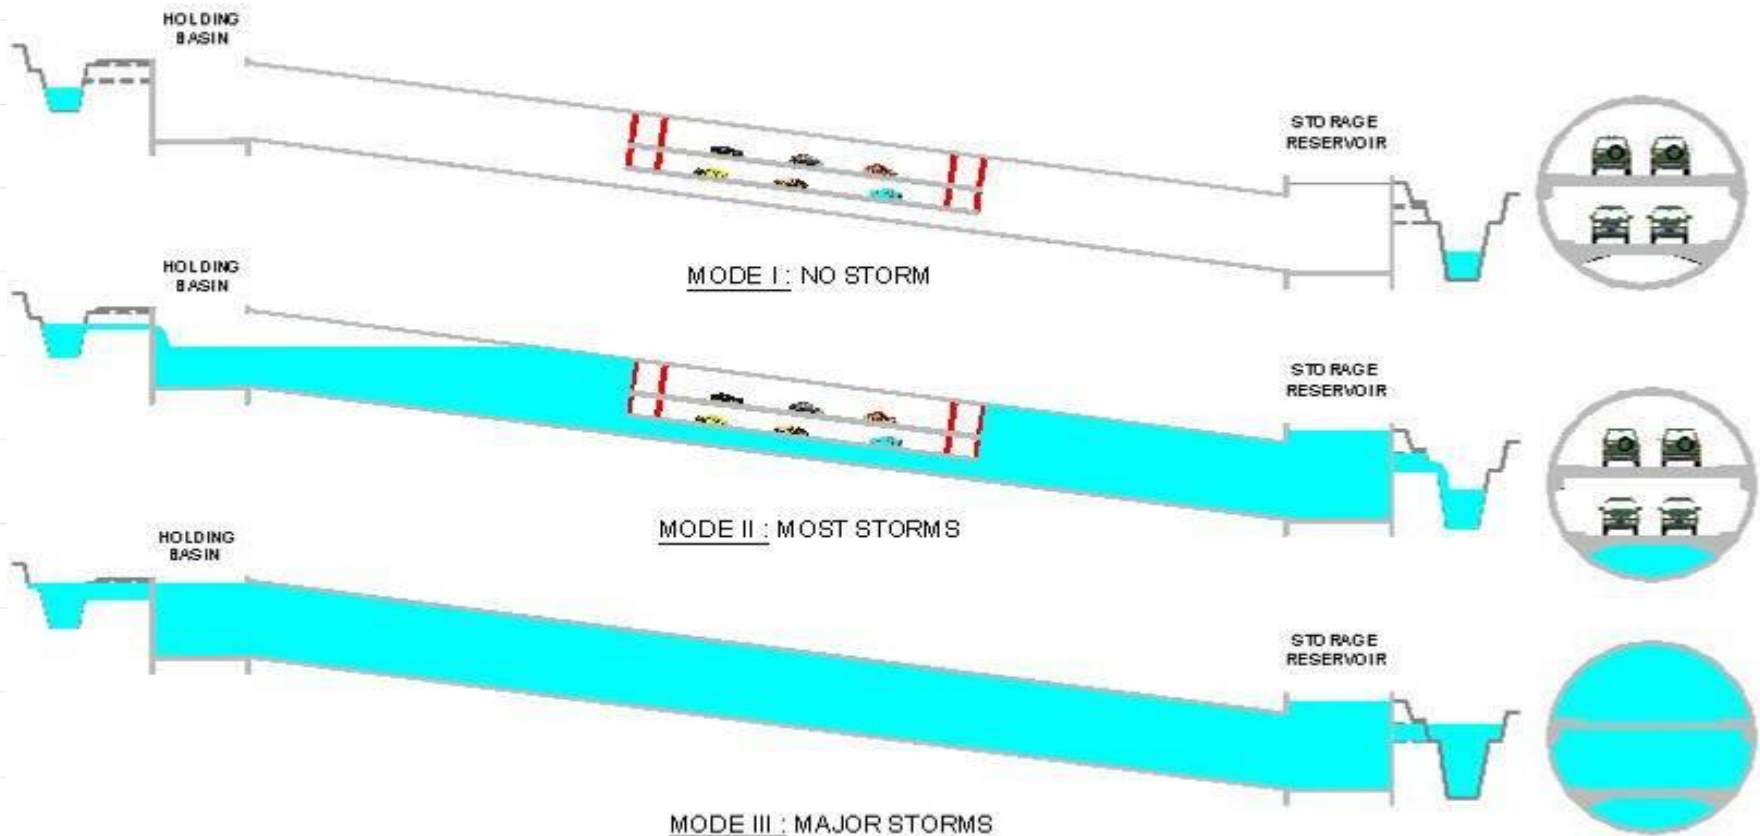 HOLDING
BASIN
STORAGE
RESERVOIR
MODE I : NO STORM
HOLDING
BASIN
STORAGE
RESERVOIR
MODE II : MOST STORMS
HOLDING
BASIN
STORAGE
RESERVOIR
MODE III : MAJOR STORMS